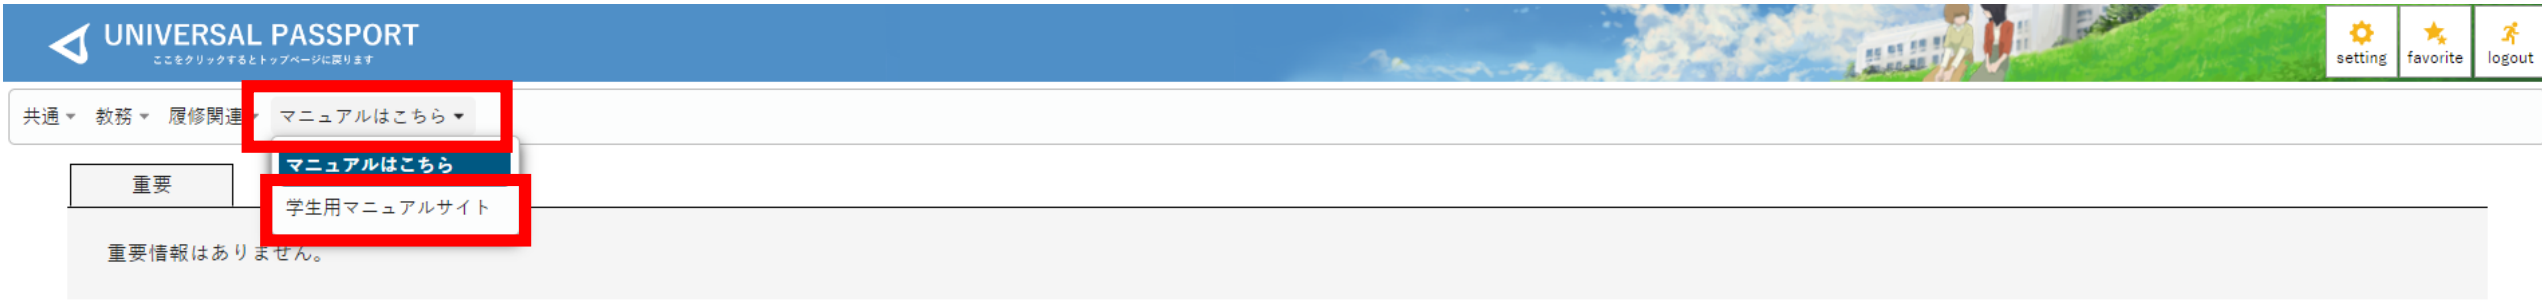 UNIVERSAL PASSPORT
ここをクリックするとトップページに戻ります
setting
favorite
logout
共通 教務 履修関連 マニュアルはこちら
マニュアルはこちら
重要
学生用マニュアルサイト
重要情報はありません。